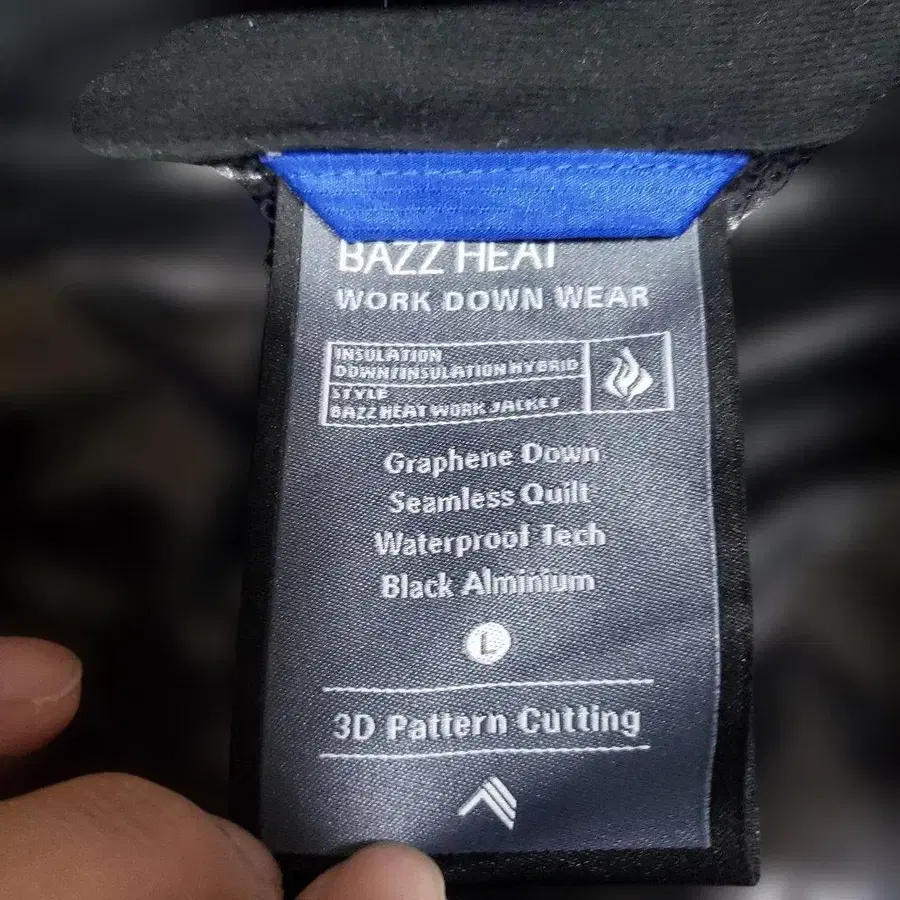 BAZZ HEAT
WORK DOWN WEAR
INSULATION
DOWN/INSULATION HYBRID
STYLE
BAZZ HEAT WORK JACKET
Graphene Down
Seamless Quilt
Waterproof Tech
Black Alminium
L
3D Pattern Cutting